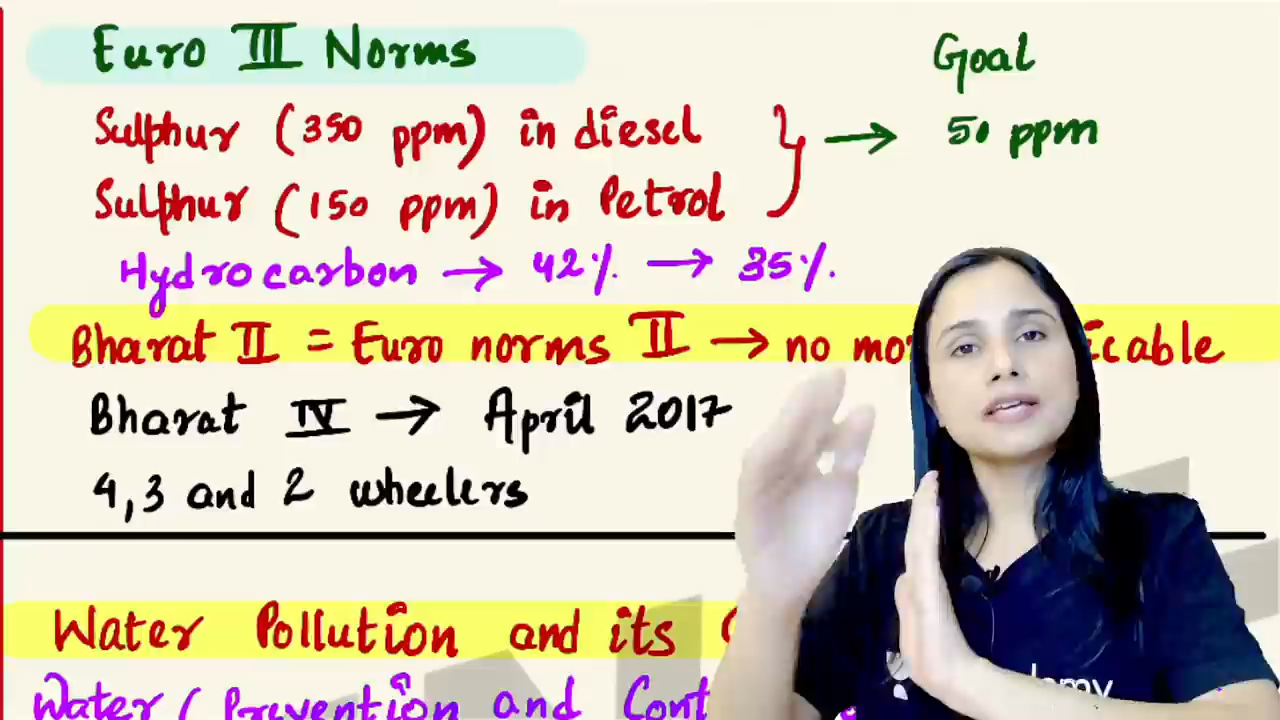 Euro III Norms
Goal
Sulphur (350 ppm) in diesel } → 50 ppm
Sulphur (150 ppm) in Petrol
Hydrocarbon → 42% → 35%.
Bharat II = Euro norms II → no
Bharat IV → April 2017
4, 3 and 2 wheelers
Water Pollution and its
Water (Prevention and